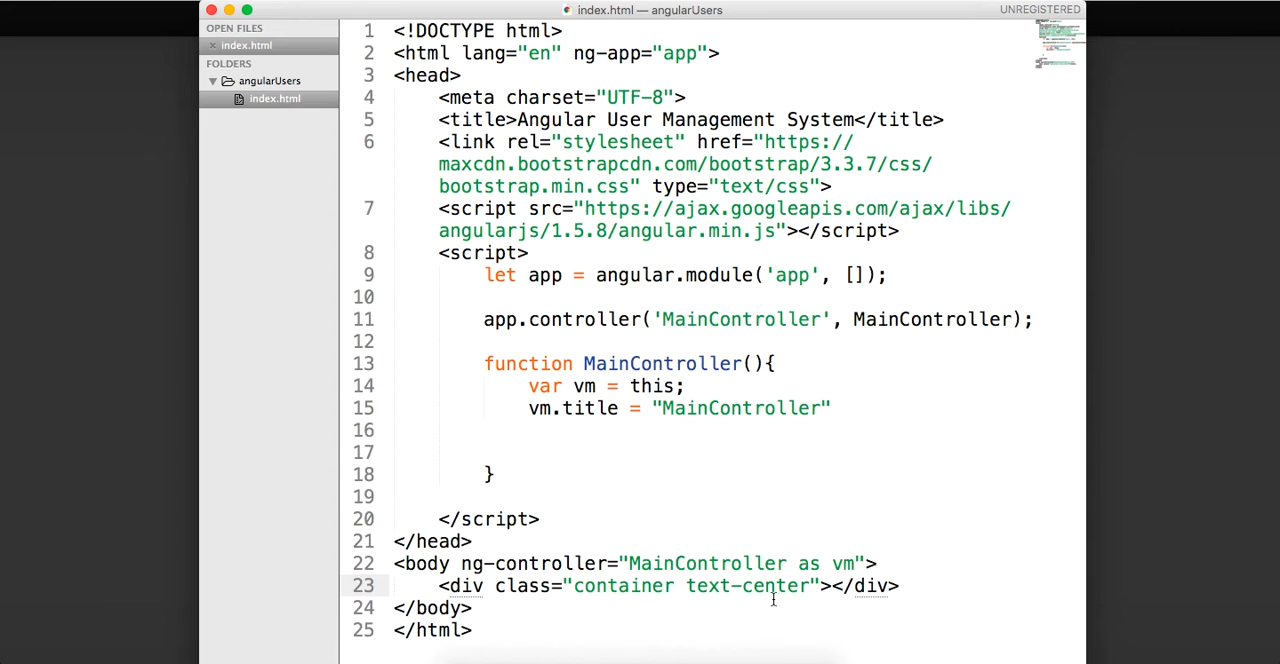 index.html — angularUsers
UNREGISTERED
OPEN FILES
× index.html
FOLDERS
angularUsers
index.html
1 <!DOCTYPE html>
2 <html lang="en" ng-app="app">
3 <head>
4 <meta charset="UTF-8">
5 <title>Angular User Management System</title>
6 <link rel="stylesheet" href="https://
maxcdn.bootstrapcdn.com/bootstrap/3.3.7/css/
bootstrap.min.css" type="text/css">
7 <script src="https://ajax.googleapis.com/ajax/libs/
angularjs/1.5.8/angular.min.js"></script>
8 <script>
9 let app = angular.module('app', []);
10
11 app.controller('MainController', MainController);
12
13 function MainController(){
14 var vm = this;
15 vm.title = "MainController"
16
17
18 }
19
20 </script>
21 </head>
22 <body ng-controller="MainController as vm">
23 <div class="container text-center"></div>
24 </body>
25 </html>